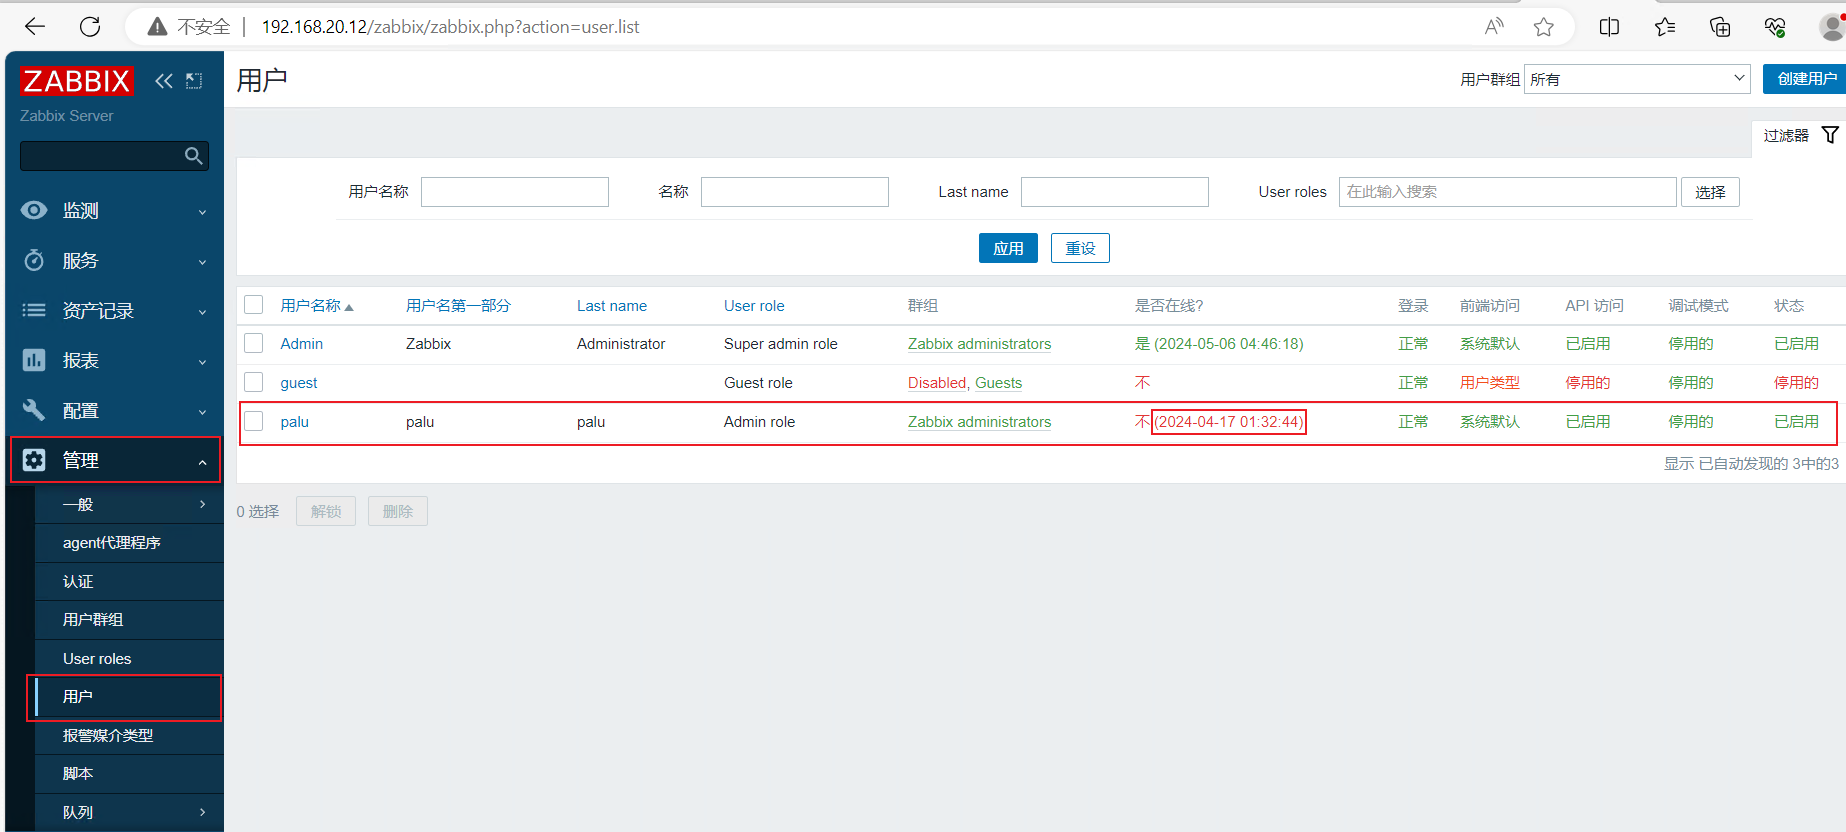 不安全 | 192.168.20.12/zabbix/zabbix.php?action=user.list
ZABBIX
Zabbix Server
监测
服务
资产记录
报表
配置
管理
一般
agent代理程序
认证
用户群组
User roles
用户
报警媒介类型
脚本
队列
用户
用户群组 所有 创建用户
过滤器
用户名称 名称 Last name User roles 在此输入搜索 选择
应用 重设
用户名称 用户名第一部分 Last name User role 群组 是否在线? 登录 前端访问 API 访问 调试模式 状态
Admin Zabbix Administrator Super admin role Zabbix administrators 是 (2024-05-06 04:46:18) 正常 系统默认 已启用 停用的 已启用
guest Guest role Disabled, Guests 不 正常 用户类型 停用的 停用的 停用的
palu palu palu Admin role Zabbix administrators 不 (2024-04-17 01:32:44) 正常 系统默认 已启用 停用的 已启用
显示 已自动发现的 3中的3
0 选择 解锁 删除